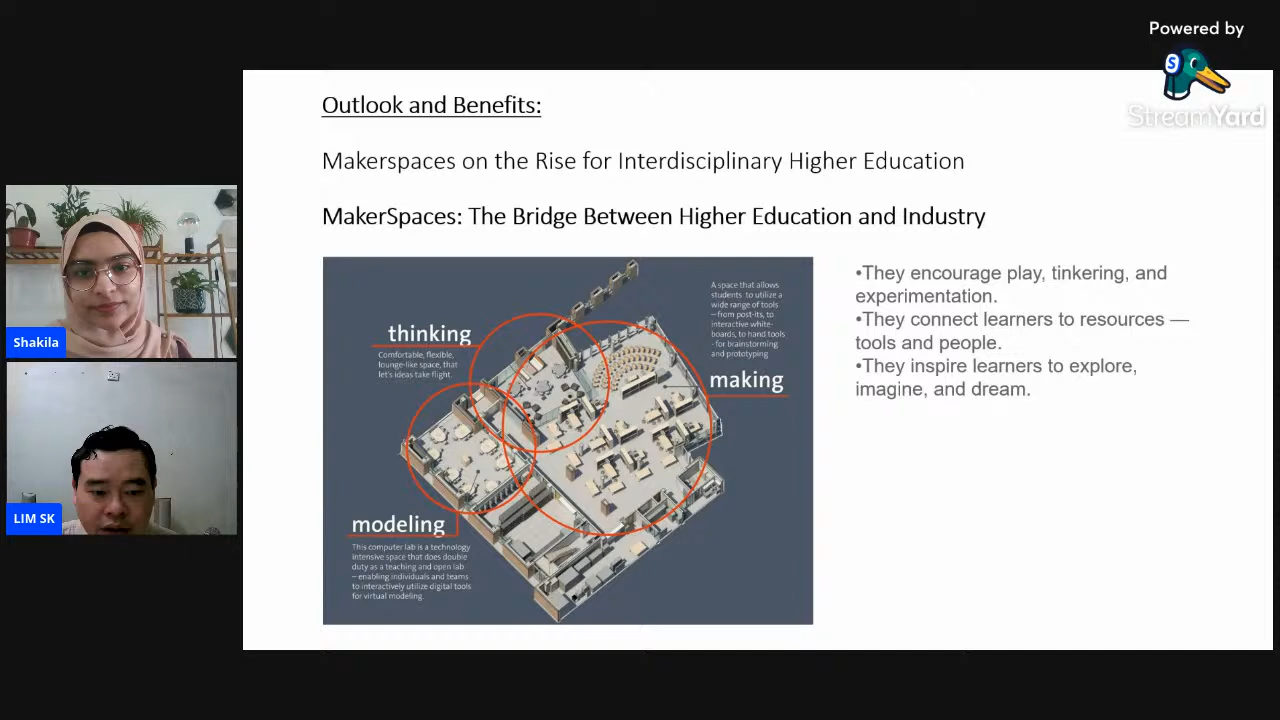 Powered by
StreamYard
Outlook and Benefits:
Makerspaces on the Rise for Interdisciplinary Higher Education
MakerSpaces: The Bridge Between Higher Education and Industry
thinking
Comfortable, flexible,
lounge-like space, that
let's ideas take flight.
A space that allows
students to utilize a
wide range of tools
–from post-its, to
interactive white-
boards, to hand tools
- for brainstorming
and prototyping
making
modeling
This computer lab is a technology
intensive space that does double
duty as a teaching and open lab
– enabling individuals and teams
to interactively utilize digital tools
for virtual modeling.
•They encourage play, tinkering, and
experimentation.
•They connect learners to resources —
tools and people.
•They inspire learners to explore,
imagine, and dream.
Shakila
LIM SK